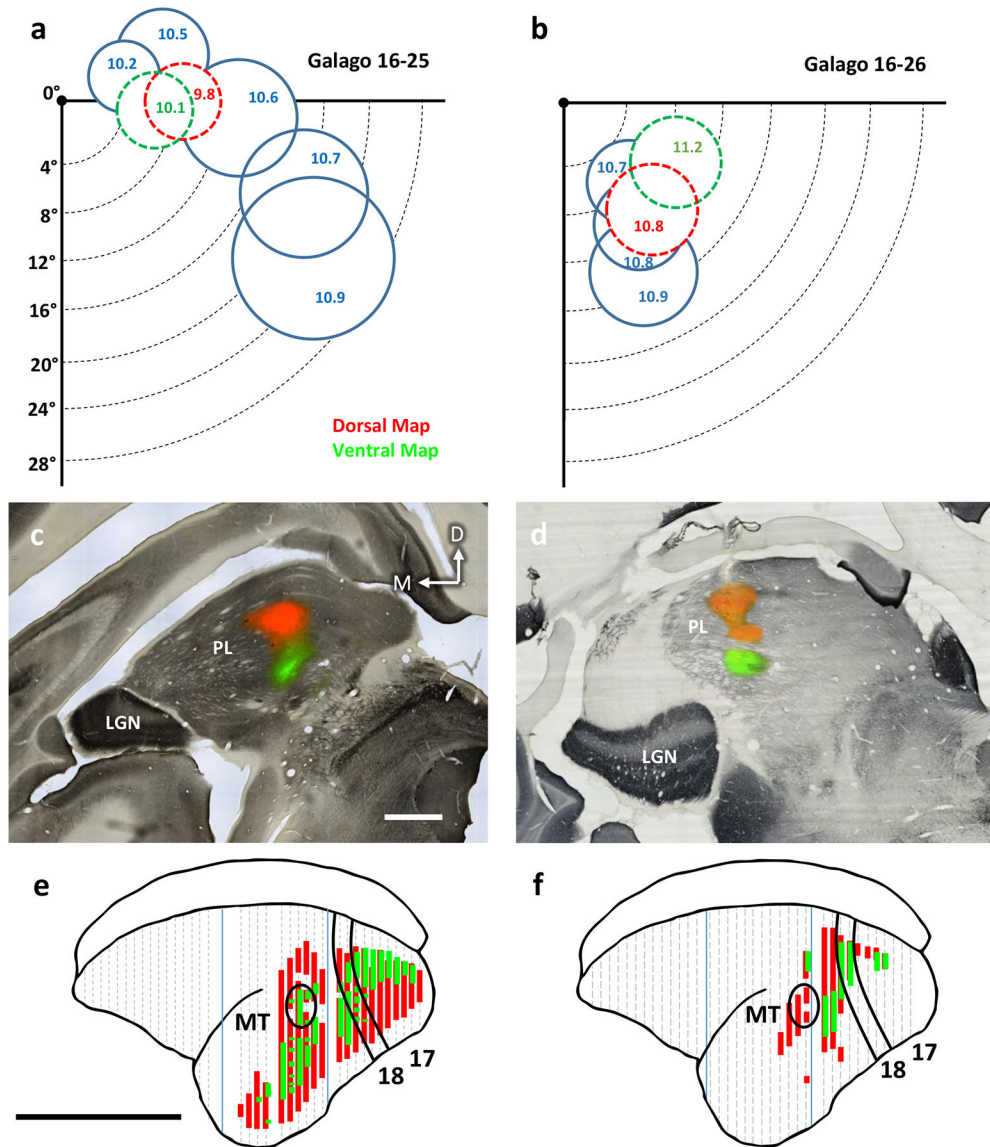 a
10.5
10.2
Galago 16-25
0°
10.1
9.8
10.6
10.7
4°
8°
12°
10.9
16°
20°
24°
28°
Dorsal Map
Ventral Map
b
Galago 16-26
11.2
10.7
10.8
10.8
10.9
c
D
M
PL
LGN
d
PL
LGN
e
MT
18
17
f
MT
18
17